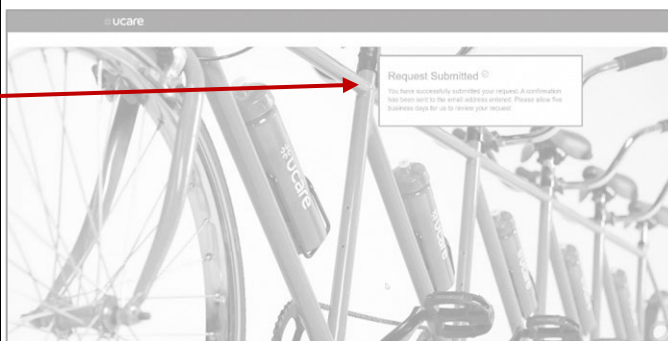 ucare
Request Submitted
You have successfully submitted your request. A confirmation
has been sent to the email address entered. Please allow five
business days for us to review your request.
ucare
ucare